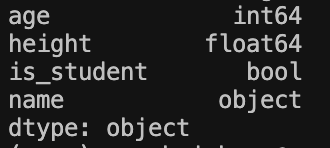 age int64
height float64
is_student bool
name object
dtype: object